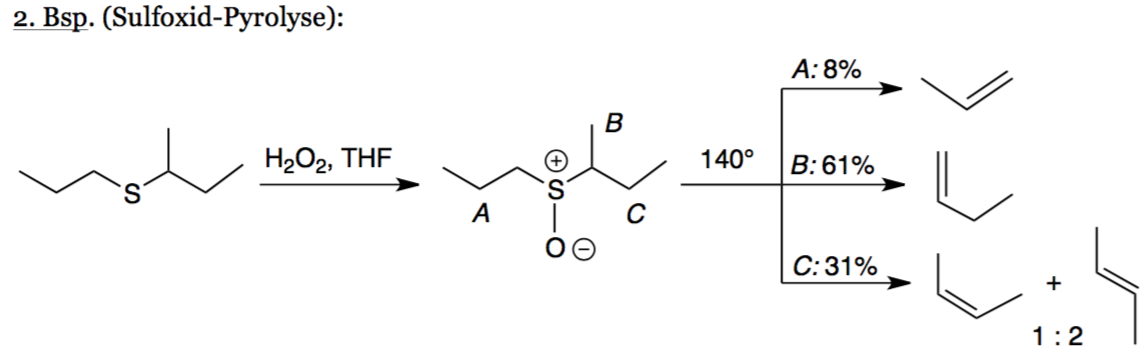 2. Bsp. (Sulfoxid-Pyrolyse):
A: 8%
B
H₂O₂, THF
140°
B: 61%
S
S
⊕
A
C
O⊖
C: 31%
+
1 : 2